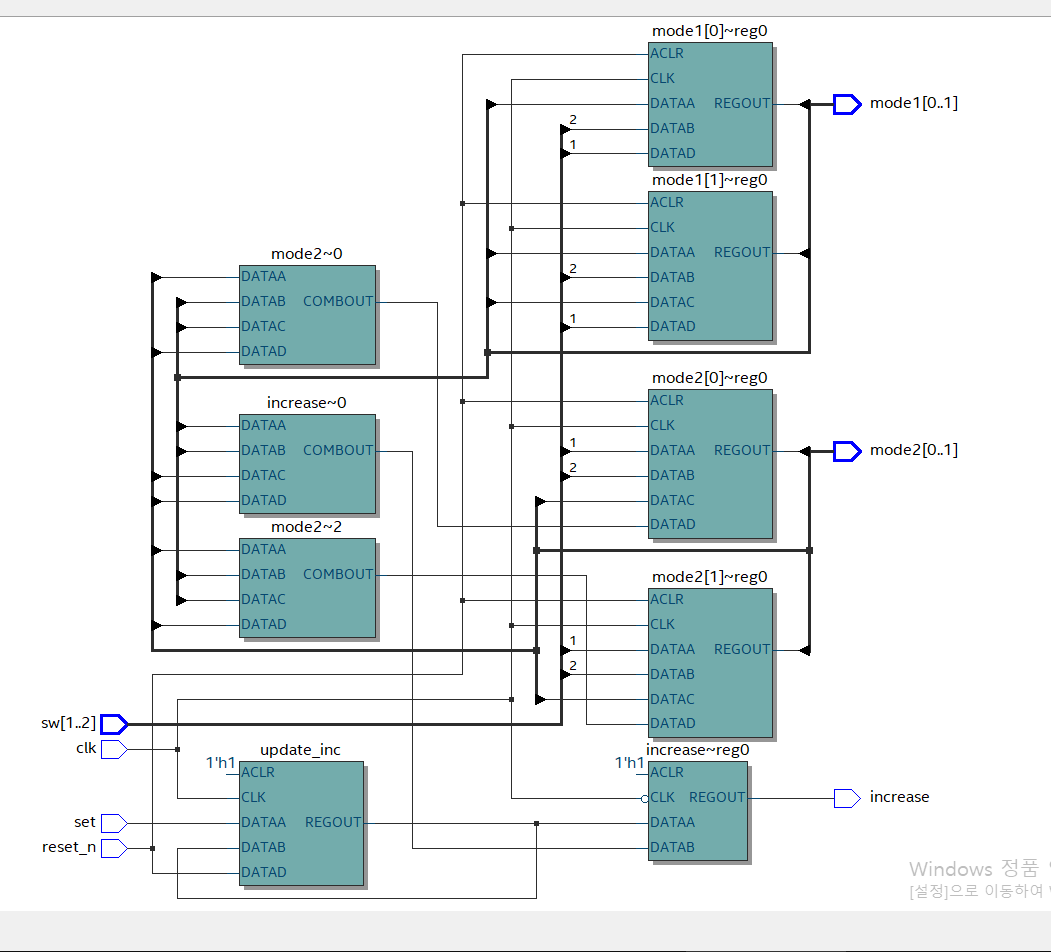 mode1[0]~reg0
ACLR
CLK
DATAA REGOUT
2
DATAB
1
DATAD
mode1[0..1]
mode1[1]~reg0
ACLR
CLK
DATAA REGOUT
2
DATAB
DATAC
1
DATAD
mode2~0
DATAA
DATAB COMBOUT
DATAC
DATAD
mode2[0]~reg0
ACLR
CLK
1
DATAA REGOUT
2
DATAB
DATAC
DATAD
mode2[0..1]
increase~0
DATAA
DATAB COMBOUT
DATAC
DATAD
mode2~2
DATAA
DATAB COMBOUT
DATAC
DATAD
mode2[1]~reg0
ACLR
CLK
1
DATAA REGOUT
2
DATAB
DATAC
DATAD
sw[1..2]
clk
set
reset_n
update_inc
1'h1
ACLR
CLK
DATAA REGOUT
DATAB
DATAD
increase~reg0
1'h1
ACLR
CLK REGOUT
DATAA
DATAB
increase
Windows 정품
[설정]으로 이동하여